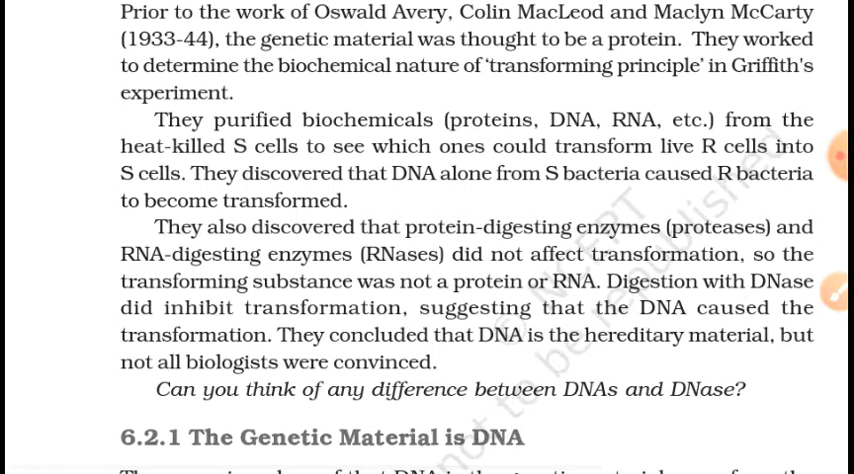 Prior to the work of Oswald Avery, Colin MacLeod and Maclyn McCarty
(1933-44), the genetic material was thought to be a protein. They worked
to determine the biochemical nature of ‘transforming principle’ in Griffith's
experiment.
They purified biochemicals (proteins, DNA, RNA, etc.) from the
heat-killed S cells to see which ones could transform live R cells into
S cells. They discovered that DNA alone from S bacteria caused R bacteria
to become transformed.
They also discovered that protein-digesting enzymes (proteases) and
RNA-digesting enzymes (RNases) did not affect transformation, so the
transforming substance was not a protein or RNA. Digestion with DNase
did inhibit transformation, suggesting that the DNA caused the
transformation. They concluded that DNA is the hereditary material, but
not all biologists were convinced.
Can you think of any difference between DNAs and DNase?
6.2.1 The Genetic Material is DNA
© NCERT
not to be republished